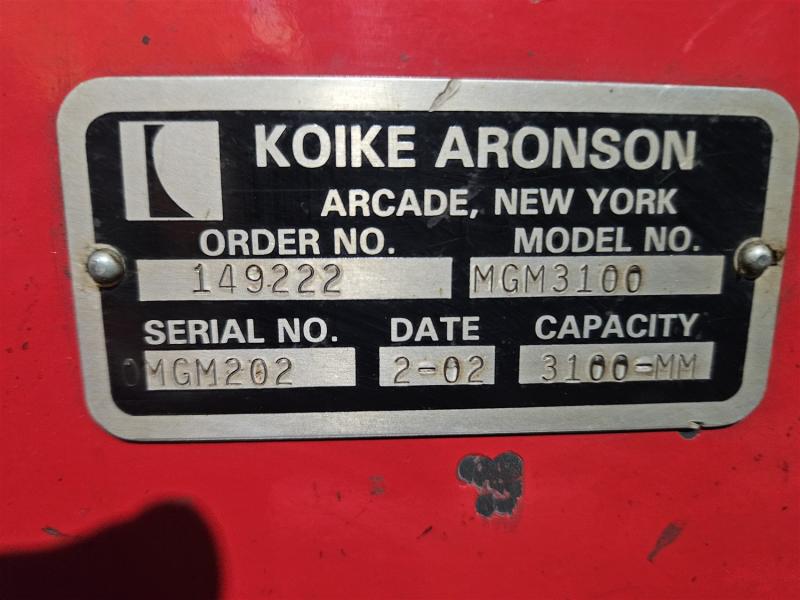 KOIKE ARONSON
ARCADE, NEW YORK
ORDER NO. MODEL NO.
149222 MGM3100
SERIAL NO. DATE CAPACITY
0MGM202 2-02 3100-MM